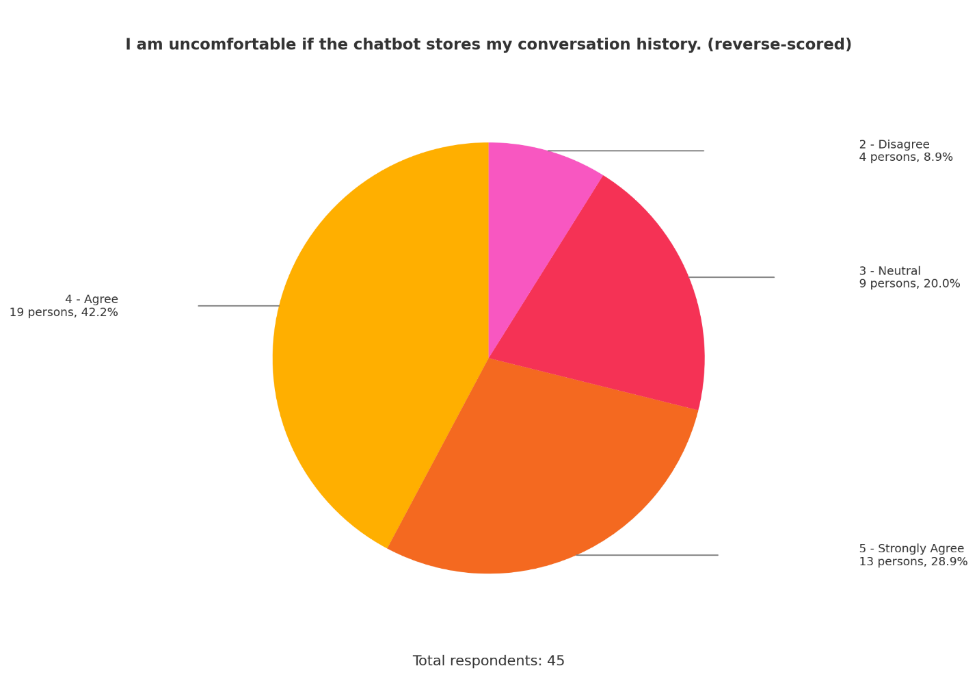 I am uncomfortable if the chatbot stores my conversation history. (reverse-scored)
2 - Disagree
4 persons, 8.9%
3 - Neutral
9 persons, 20.0%
4 - Agree
19 persons, 42.2%
5 - Strongly Agree
13 persons, 28.9%
Total respondents: 45